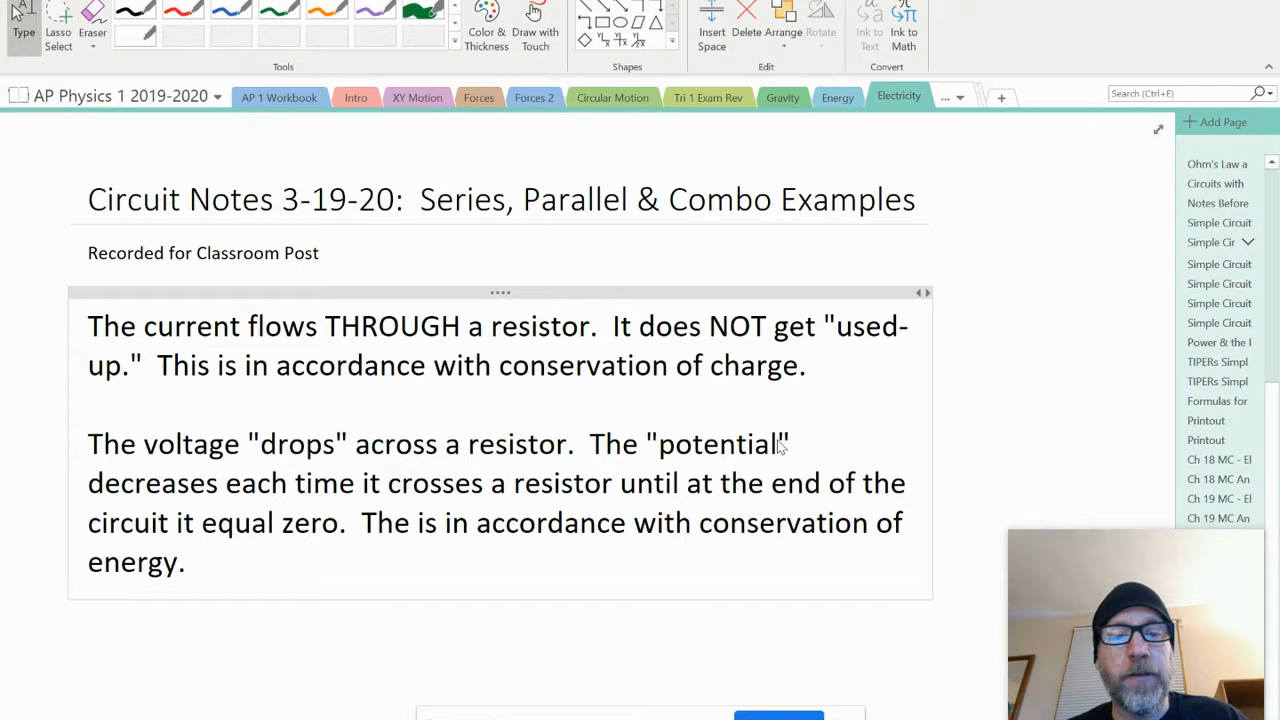 Type
Lasso Select
Eraser
Color & Thickness
Draw with Touch
Insert Space
Delete
Arrange
Rotate
Ink to Text
Ink to Math
Tools
Shapes
Edit
Convert
AP Physics 1 2019-2020
AP 1 Workbook
Intro
XY Motion
Forces
Forces 2
Circular Motion
Tri 1 Exam Rev
Gravity
Energy
Electricity
...
Search (Ctrl+E)
Add Page
Circuit Notes 3-19-20:  Series, Parallel & Combo Examples
Recorded for Classroom Post
The current flows THROUGH a resistor.  It does NOT get "used-
up."  This is in accordance with conservation of charge.
The voltage "drops" across a resistor.  The "potential"
decreases each time it crosses a resistor until at the end of the
circuit it equal zero.  The is in accordance with conservation of
energy.
Ohm's Law a
Circuits with
Notes Before
Simple Circuit
Simple Cir
Simple Circuit
Simple Circuit
Simple Circuit
Simple Circuit
Power & the I
TIPERs Simpl
TIPERs Simpl
Formulas for
Printout
Printout
Ch 18 MC - El
Ch 18 MC An
Ch 19 MC - El
Ch 19 MC An